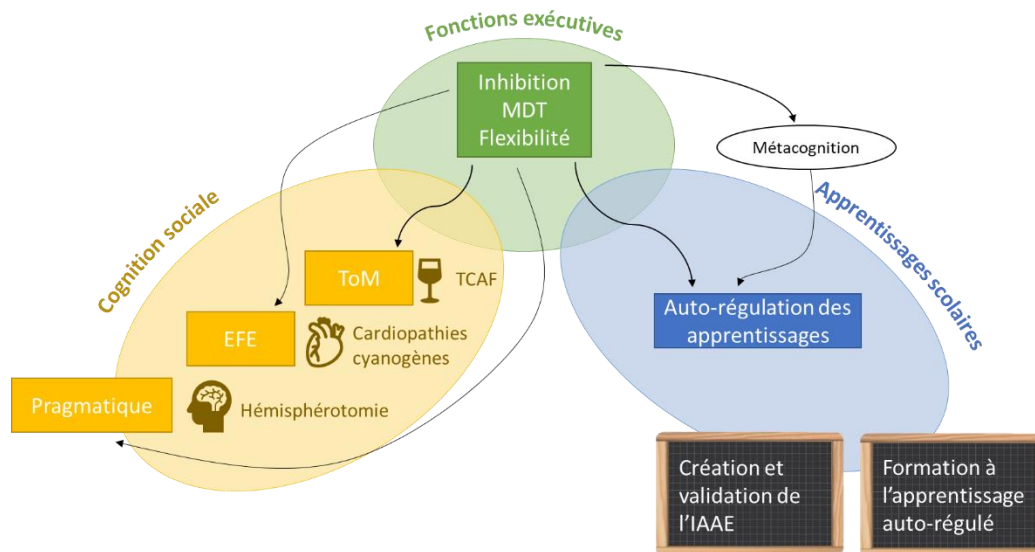 Fonctions exécutives
Inhibition
MDT
Flexibilité
Métacognition
Cognition sociale
Apprentissages scolaires
ToM
TCAF
EFE
Cardiopathies
cyanogènes
Pragmatique
Hémisphérotomie
Auto-régulation des
apprentissages
Création et
validation de
l'IAAE
Formation à
l'apprentissage
auto-régulé